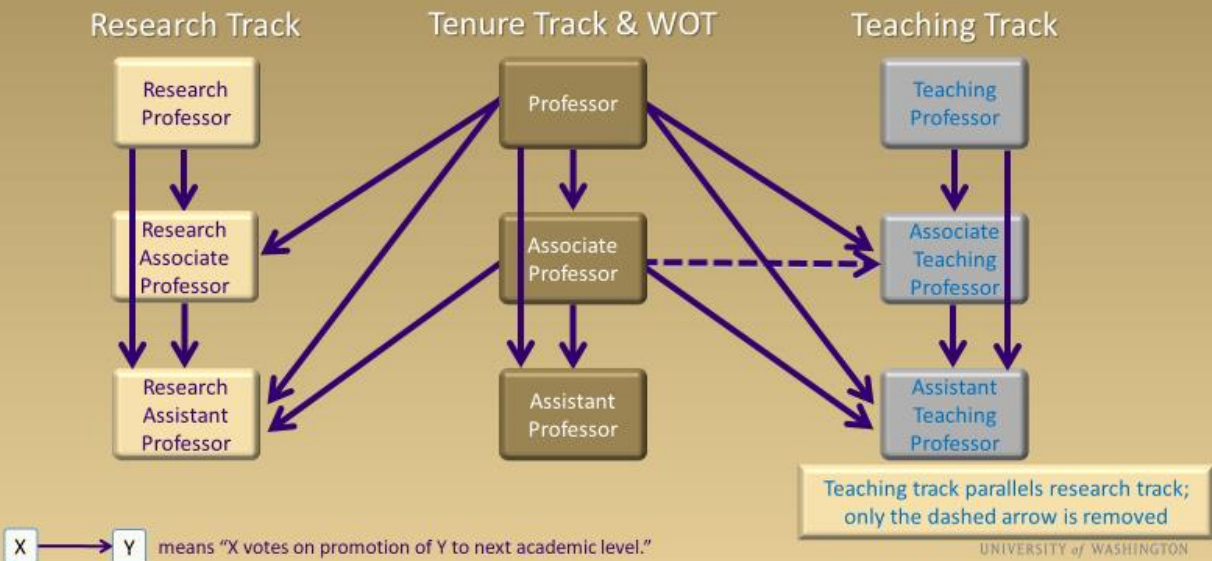 Research Track
Tenure Track & WOT
Teaching Track
Research
Professor
Professor
Teaching
Professor
Research
Associate
Professor
Associate
Professor
Associate
Teaching
Professor
Research
Assistant
Professor
Assistant
Professor
Assistant
Teaching
Professor
Teaching track parallels research track;
only the dashed arrow is removed
X Y means “X votes on promotion of Y to next academic level.”
UNIVERSITY of WASHINGTON